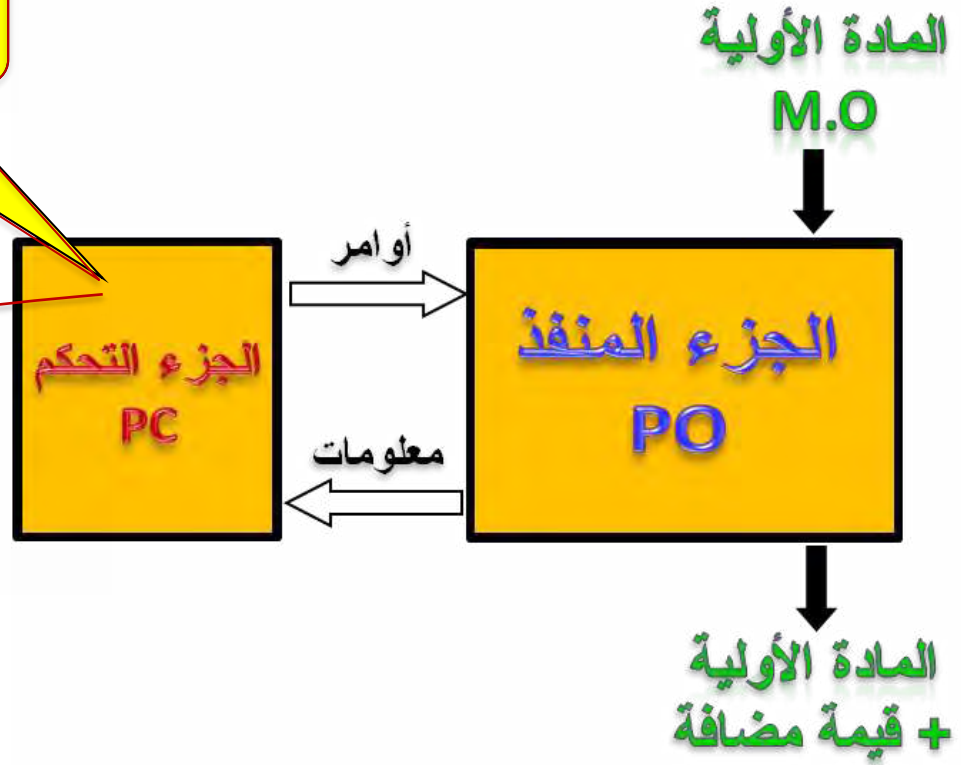 المادة الأولية
M.O
أوامر
الجزء المنفذ
PO
الجزء التحكم
PC
معلومات
المادة الأولية
+ قيمة مضافة